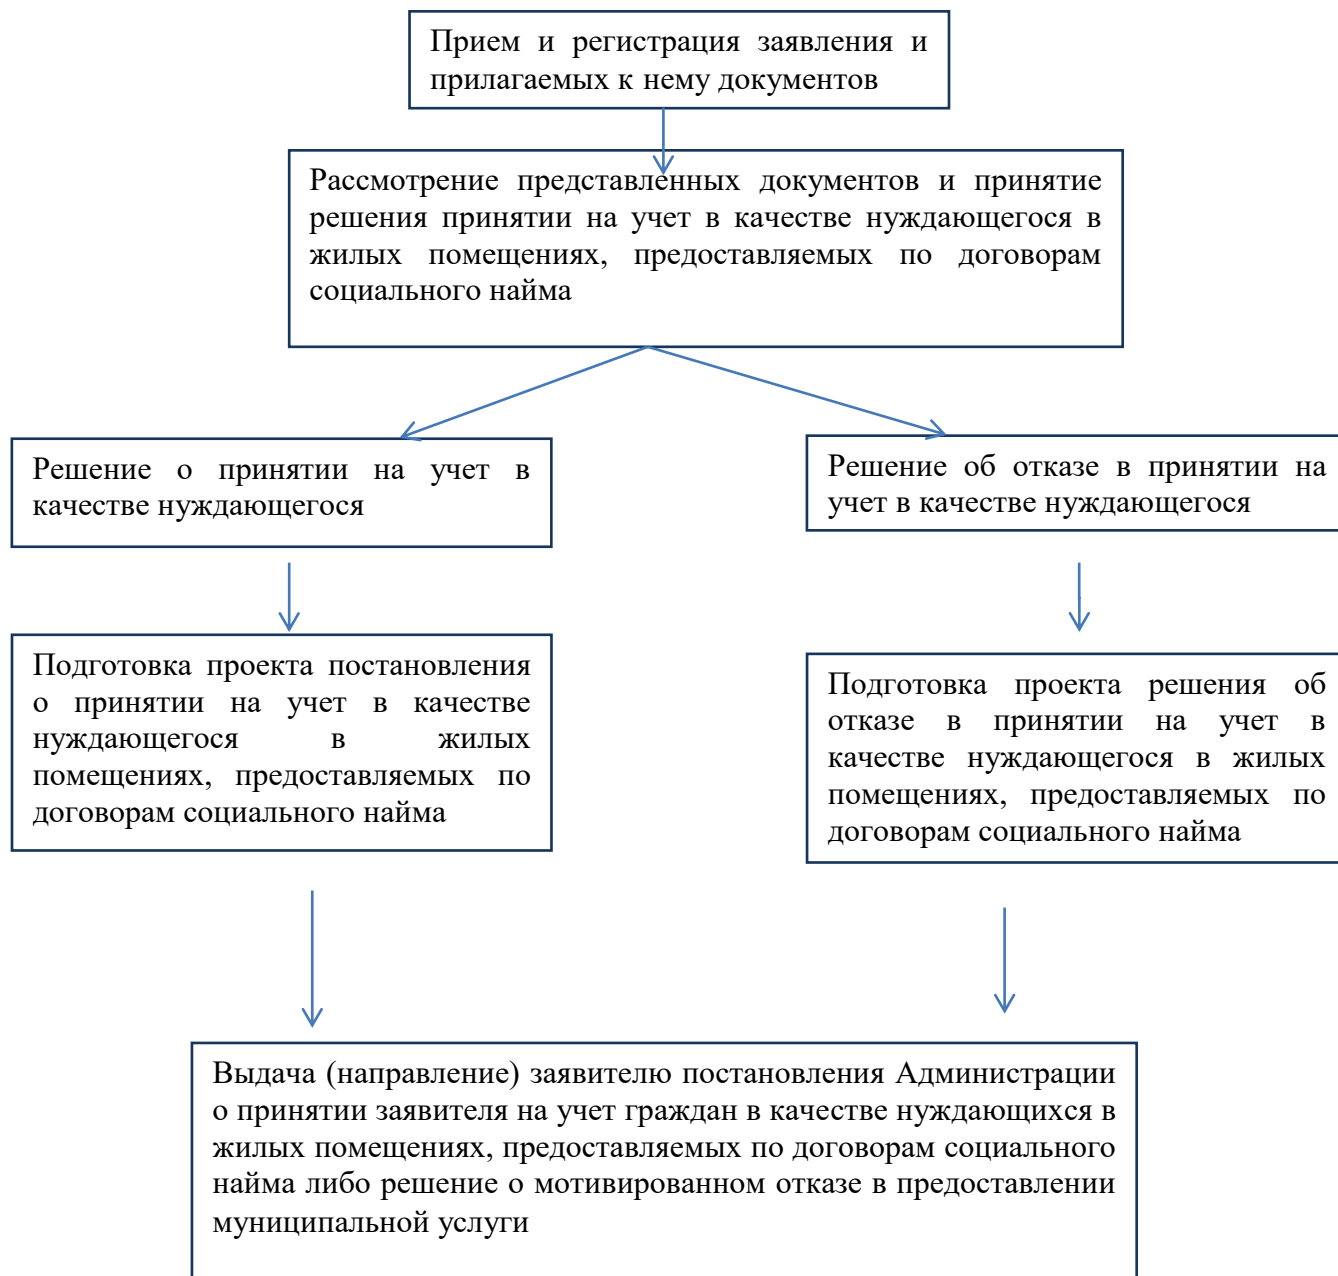 Прием и регистрация заявления и
прилагаемых к нему документов
Рассмотрение представленных документов и принятие
решения принятии на учет в качестве нуждающегося в
жилых помещениях, предоставляемых по договорам
социального найма
Решение о принятии на учет в
качестве нуждающегося
Решение об отказе в принятии на
учет в качестве нуждающегося
Подготовка проекта постановления
о принятии на учет в качестве
нуждающегося в жилых
помещениях, предоставляемых по
договорам социального найма
Подготовка проекта решения об
отказе в принятии на учет в
качестве нуждающегося в жилых
помещениях, предоставляемых по
договорам социального найма
Выдача (направление) заявителю постановления Администрации
о принятии заявителя на учет граждан в качестве нуждающихся в
жилых помещениях, предоставляемых по договорам социального
найма либо решение о мотивированном отказе в предоставлении
муниципальной услуги